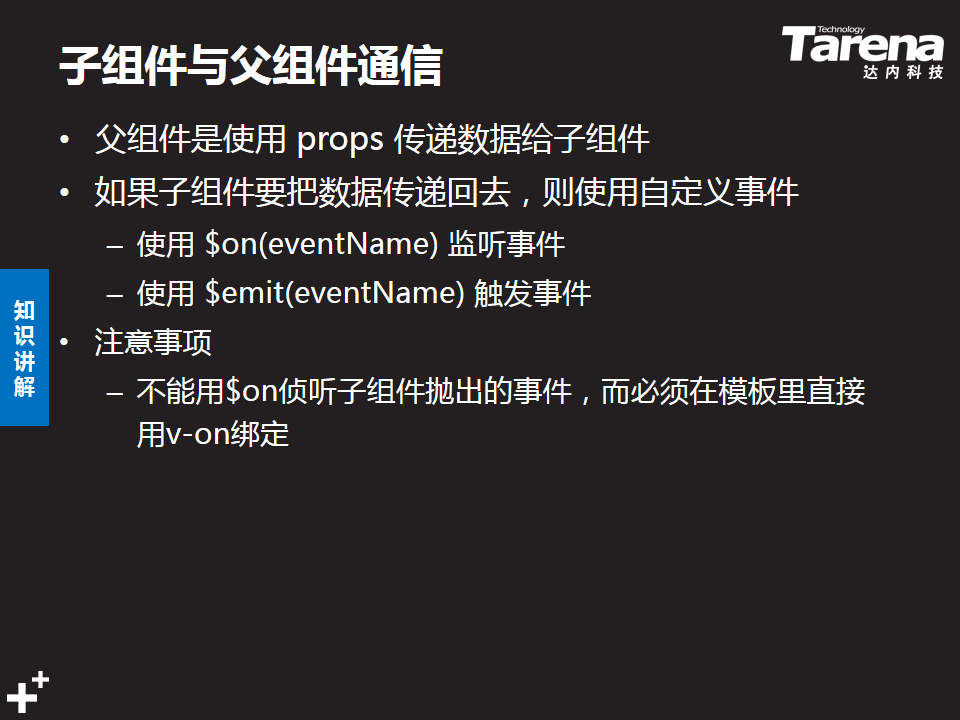 子组件与父组件通信
Technology
Tarena
达内科技
• 父组件是使用 props 传递数据给子组件
• 如果子组件要把数据传递回去，则使用自定义事件
– 使用 $on(eventName) 监听事件
– 使用 $emit(eventName) 触发事件
• 注意事项
– 不能用$on侦听子组件抛出的事件，而必须在模板里直接
用v-on绑定
知识讲解